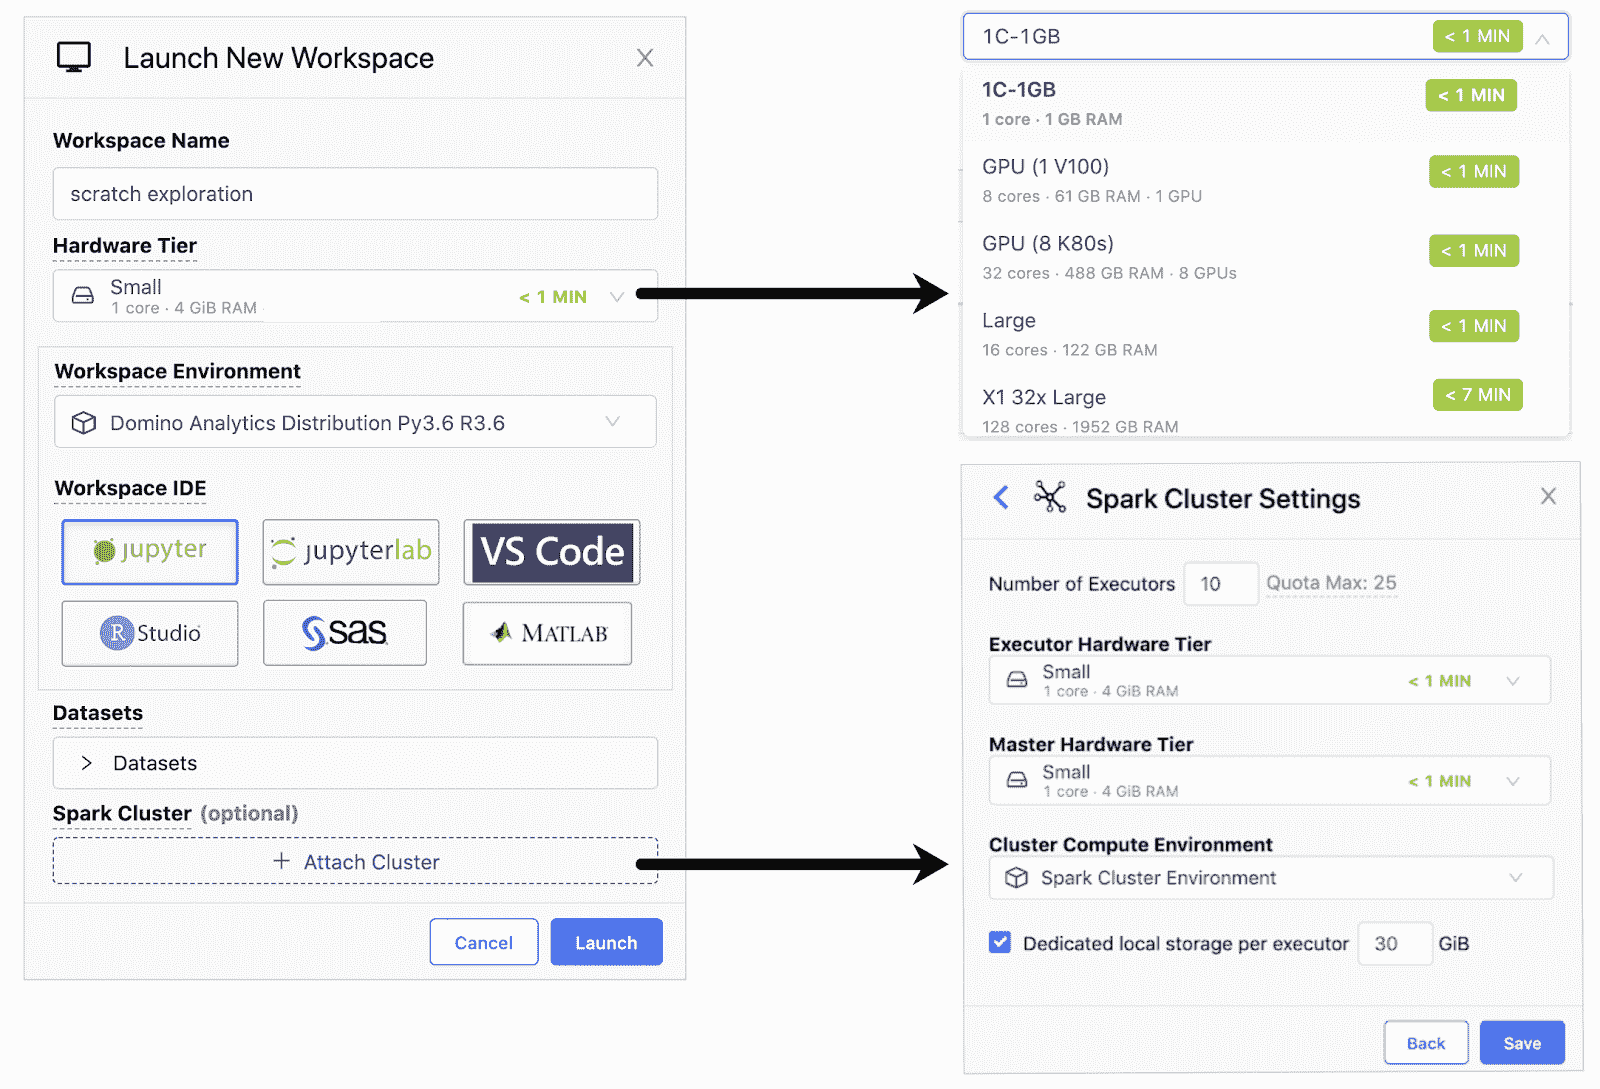 Launch New Workspace
Workspace Name
scratch exploration
Hardware Tier
Small
1 core · 4 GiB RAM
< 1 MIN
Workspace Environment
Domino Analytics Distribution Py3.6 R3.6
Workspace IDE
jupyter
jupyterlab
VS Code
R Studio
sas
MATLAB
Datasets
> Datasets
Spark Cluster (optional)
+ Attach Cluster
Cancel
Launch
1C-1GB
< 1 MIN
1C-1GB
< 1 MIN
1 core · 1 GB RAM
GPU (1 V100)
< 1 MIN
8 cores · 61 GB RAM · 1 GPU
GPU (8 K80s)
< 1 MIN
32 cores · 488 GB RAM · 8 GPUs
Large
< 1 MIN
16 cores · 122 GB RAM
X1 32x Large
< 7 MIN
128 cores · 1952 GB RAM
Spark Cluster Settings
Number of Executors 10 Quota Max: 25
Executor Hardware Tier
Small
1 core · 4 GiB RAM
< 1 MIN
Master Hardware Tier
Small
1 core · 4 GiB RAM
< 1 MIN
Cluster Compute Environment
Spark Cluster Environment
Dedicated local storage per executor 30 GiB
Back
Save